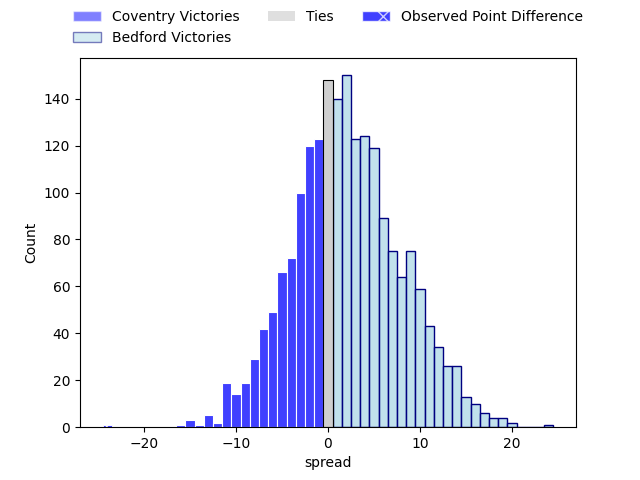 Coventry Victories
Ties
Observed Point Difference
Bedford Victories
140
120
100
80
60
40
20
0
Count
−20
−10
0
10
20
spread